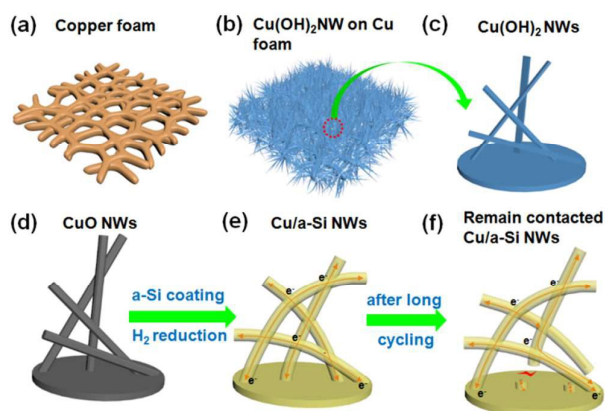 (a) Copper foam
(b) Cu(OH)₂NW on Cu
foam
(c) Cu(OH)₂ NWs
(d) CuO NWs
a-Si coating
H₂ reduction
(e) Cu/a-Si NWs
e⁻
e⁻
e⁻
e⁻
e⁻
after long
cycling
(f) Remain contacted
Cu/a-Si NWs
e⁻
e⁻
e⁻
e⁻
e⁻